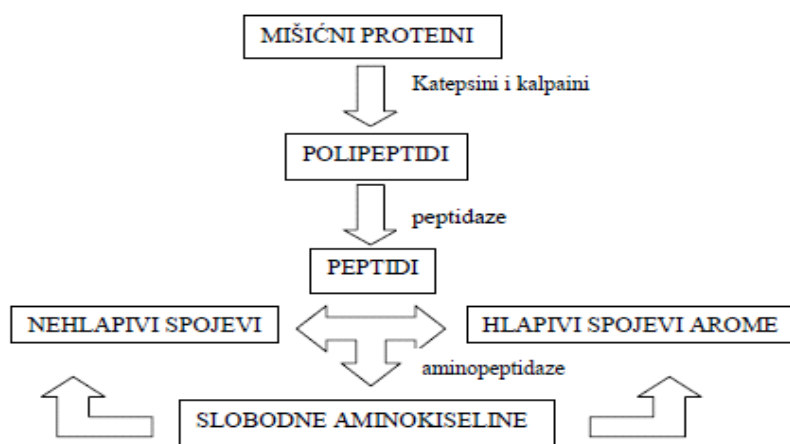 MIŠIĆNI PROTEINI
Katepsini i kalpaini
POLIPEPTIDI
peptidaze
PEPTIDI
NEHLAPIVI SPOJEVI
HLAPIVI SPOJEVI AROME
aminopeptidaze
SLOBODNE AMINOKISELINE